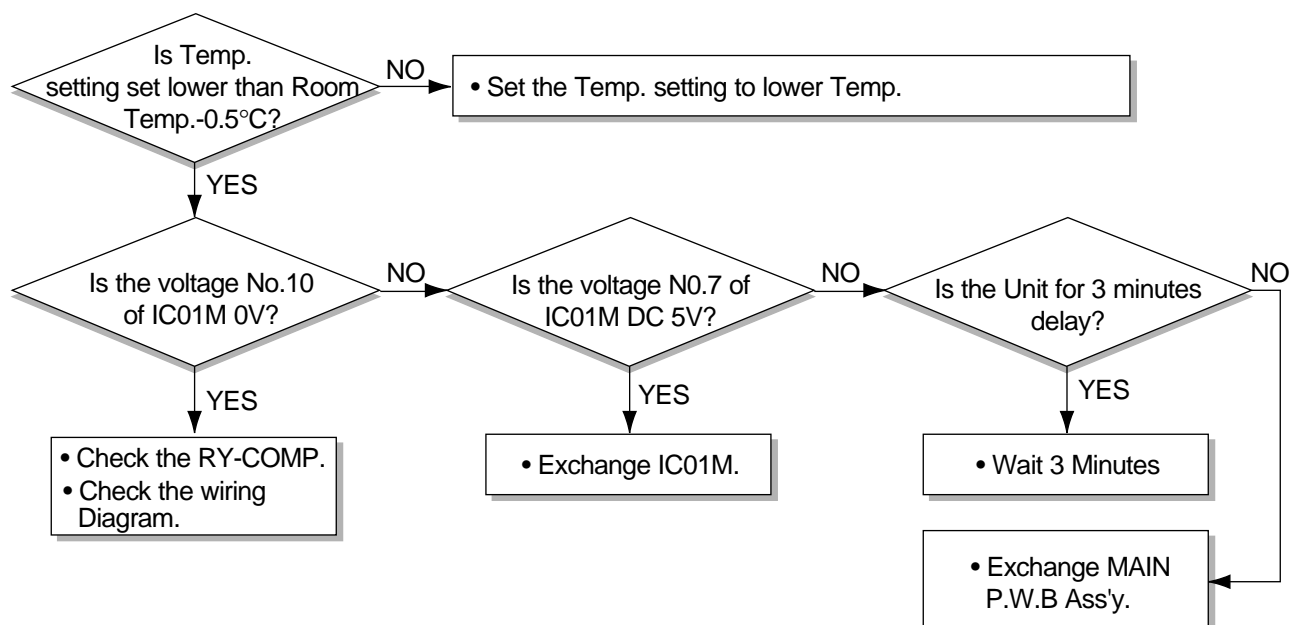 Is Temp.
setting set lower than Room
Temp.-0.5°C?
NO
• Set the Temp. setting to lower Temp.
YES
Is the voltage No.10
of IC01M 0V?
NO
Is the voltage N0.7 of
IC01M DC 5V?
NO
Is the Unit for 3 minutes
delay?
NO
YES
YES
YES
• Check the RY-COMP.
• Check the wiring
Diagram.
• Exchange IC01M.
• Wait 3 Minutes
• Exchange MAIN
P.W.B Ass'y.